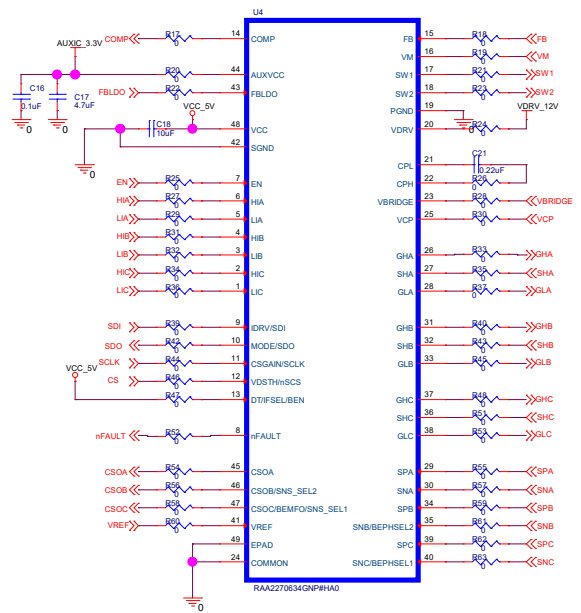 U4
COMP R17 0 14 COMP FB 15 R18 0 FB
AUXIC_3.3V VM 16 R19 0 VM
R20 0 44 AUXVCC SW1 17 R21 0 SW1
C16 0.1uF C17 4.7uF FBLDO R22 0 43 FBLDO SW2 18 R23 0 SW2
0 0 VCC_5V PGND 19 0 VDRV_12V
C18 10uF 48 VCC VDRV 20 R24 0
0 42 SGND
CPL 21 C21 0.22uF
EN R25 0 7 EN CPH 22 R26 0
HIA R27 0 6 HIA VBRIDGE 23 R28 0 VBRIDGE
LIA R29 0 5 LIA VCP 25 R30 0 VCP
HIB R31 0 4 HIB
LIB R32 0 3 LIB GHA 26 R33 0 GHA
HIC R34 0 2 HIC SHA 27 R35 0 SHA
LIC R36 0 1 LIC GLA 28 R37 0 GLA
SDI R39 0 9 IDRV/SDI GHB 31 R40 0 GHB
SDO R42 0 10 MODE/SDO SHB 32 R43 0 SHB
SCLK R44 0 11 CSGAIN/SCLK GLB 33 R45 0 GLB
VCC_5V CS R46 0 12 VDSTH/nSCS
R47 0 13 DT/IFSEL/BEN GHC 37 R48 0 GHC
SHC 36 R51 0 SHC
nFAULT R52 0 8 nFAULT GLC 38 R53 0 GLC
CSOA R54 0 45 CSOA SPA 29 R55 0 SPA
CSOB R56 0 46 CSOB/SNS_SEL2 SNA 30 R57 0 SNA
CSOC R58 0 47 CSOC/BEMFO/SNS_SEL1 SPB 34 R59 0 SPB
VREF R60 0 41 VREF SNB/BEPHSEL2 35 R61 0 SNB
49 EPAD SPC 39 R62 0 SPC
24 COMMON SNC/BEPHSEL1 40 R63 0 SNC
0
RAA2270634GNP#HA0